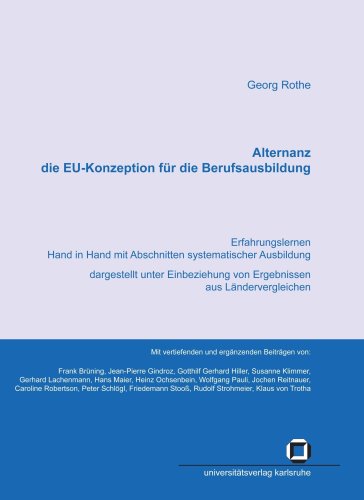 Georg Rothe
Alternanz
die EU-Konzeption für die Berufsausbildung
Erfahrungslernen
Hand in Hand mit Abschnitten systematischer Ausbildung
dargestellt unter Einbeziehung von Ergebnissen
aus Ländervergleichen
Mit vertiefenden und ergänzenden Beiträgen von:
Frank Brüning, Jean-Pierre Gindroz, Gotthilf Gerhard Hiller, Susanne Klimmer,
Gerhard Lachenmann, Hans Maier, Heinz Ochsenbein, Wolfgang Pauli, Jochen Reitnauer,
Caroline Robertson, Peter Schlögl, Friedemann Stooß, Rudolf Strohmeier, Klaus von Trotha
universitätsverlag karlsruhe